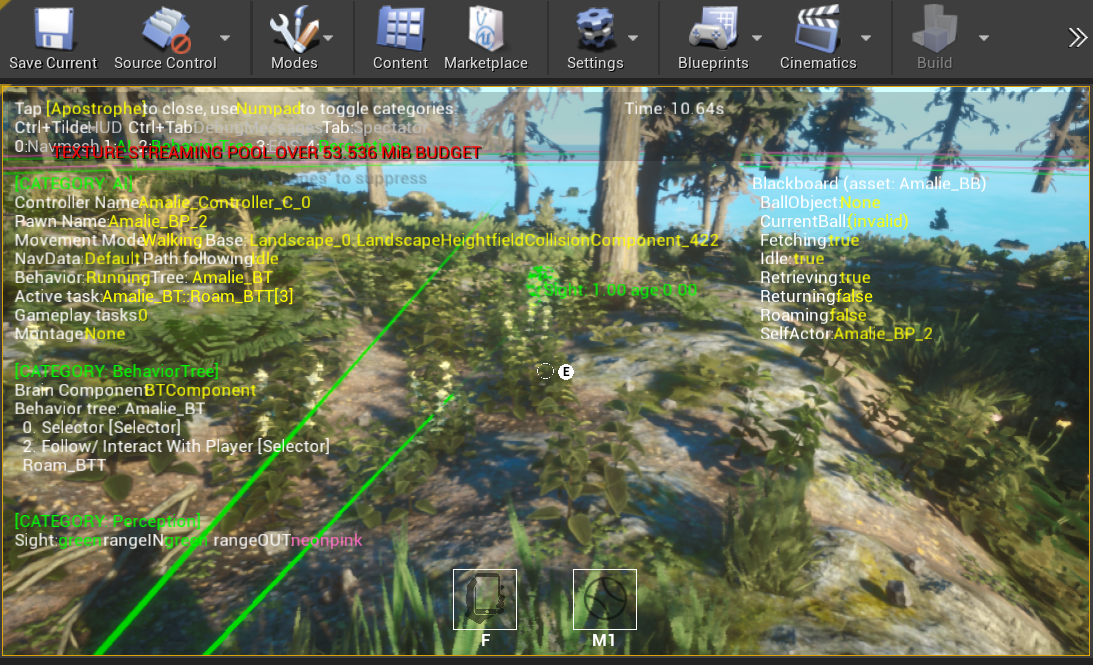 Save Current Source Control Modes Content Marketplace Settings Blueprints Cinematics Build
Tap [Apostrophe] to close, use Numpad to toggle categories
Time: 10.64s
Ctrl+Tilde HUD Ctrl+Tab: Tab:Spectator
TEXTURE STREAMING POOL OVER 53.536 MiB BUDGET
to suppress
[CATEGORY: AI]
Controller Name:Amalie_Controller_C_0
Pawn Name:Amalie_BP_2
Movement Mode:Walking Base: Landscape_0.LandscapeHeightfieldCollisionComponent_422
NavData:Default Path following:Idle
Behavior:Running Tree: Amalie_BT
Active task:Amalie_BT::Roam_BTT[3]
Gameplay tasks:0
Montage:None
Blackboard (asset: Amalie_BB)
BallObject:None
CurrentBall:(invalid)
Fetching:true
Idle:true
Retrieving:true
Returning:false
Roaming:false
SelfActor:Amalie_BP_2
Sight: 1.00 age:0.00
E
[CATEGORY: BehaviorTree]
Brain Component:BTComponent
Behavior tree: Amalie_BT
0. Selector [Selector]
2. Follow/ Interact With Player [Selector]
Roam_BTT
[CATEGORY: Perception]
Sight:green rangeIN:green rangeOUT:neonpink
F M1